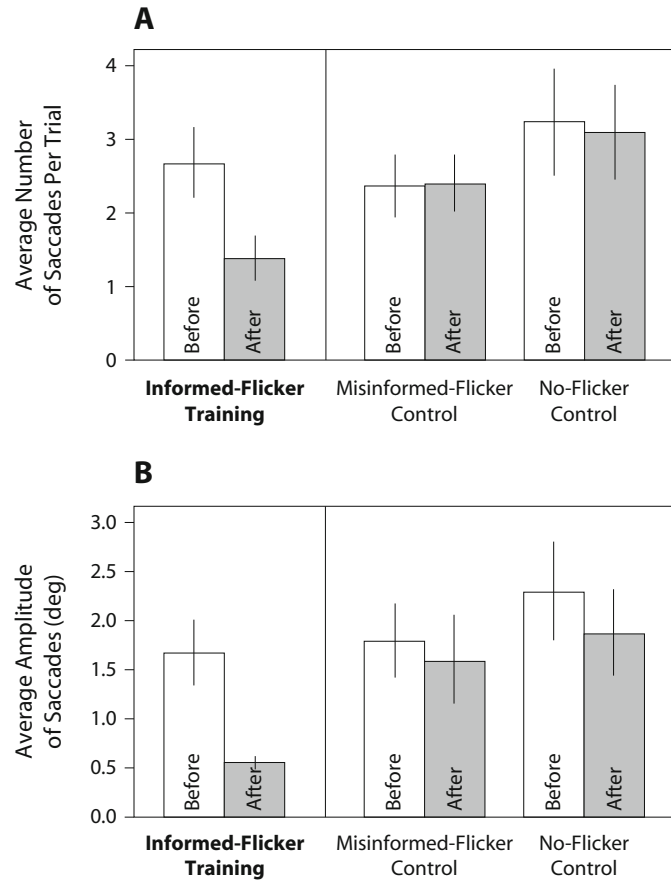 A
Average Number
of Saccades Per Trial
4
3
2
1
0
Before
After
Before
After
Before
After
Informed-Flicker
Training
Misinformed-Flicker
Control
No-Flicker
Control
B
Average Amplitude
of Saccades (deg)
3.0
2.5
2.0
1.5
1.0
0.5
0.0
Before
After
Before
After
Before
After
Informed-Flicker
Training
Misinformed-Flicker
Control
No-Flicker
Control